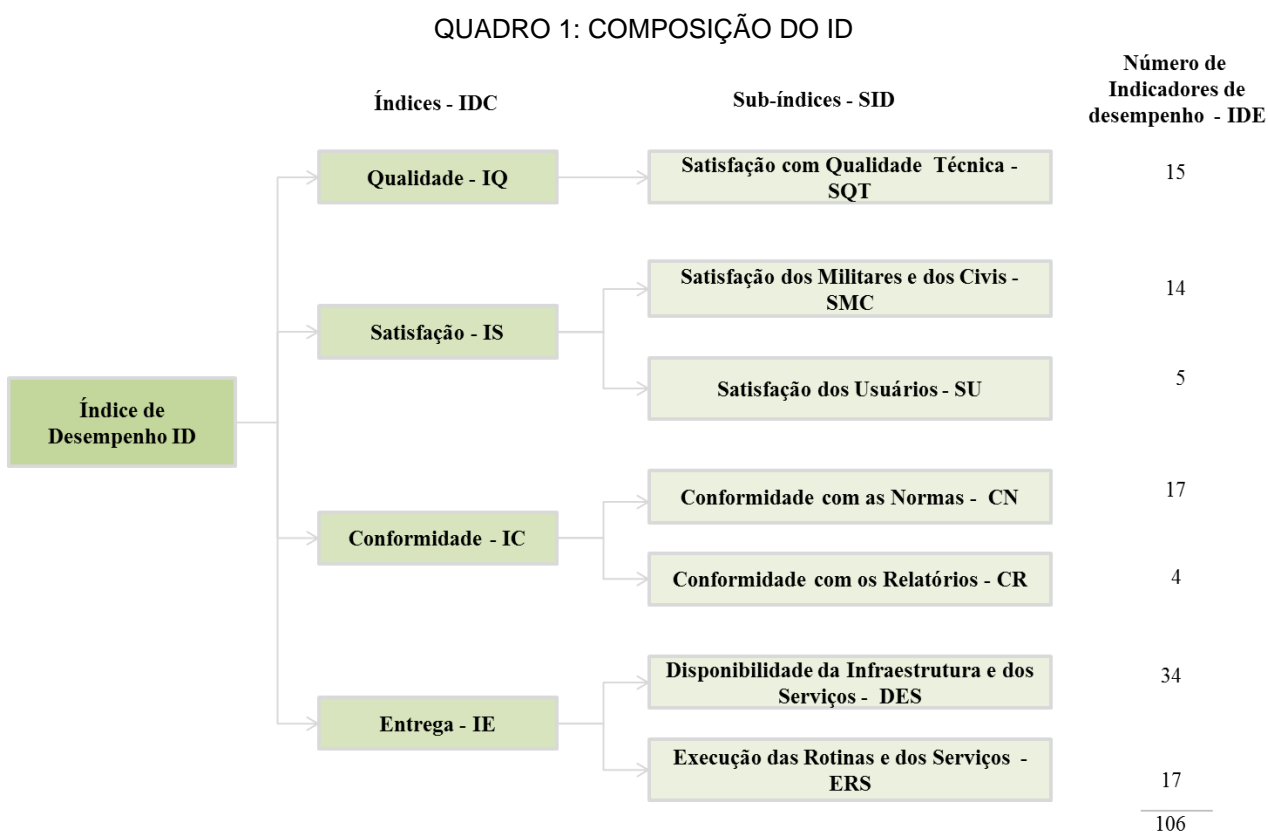 QUADRO 1: COMPOSIÇÃO DO ID
Índices - IDC
Sub-índices - SID
Número de
Indicadores de
desempenho - IDE
Índice de
Desempenho ID
Qualidade - IQ
Satisfação com Qualidade Técnica -
SQT
15
Satisfação - IS
Satisfação dos Militares e dos Civis -
SMC
14
Satisfação dos Usuários - SU
5
Conformidade - IC
Conformidade com as Normas - CN
17
Conformidade com os Relatórios - CR
4
Entrega - IE
Disponibilidade da Infraestrutura e dos
Serviços - DES
34
Execução das Rotinas e dos Serviços -
ERS
17
106